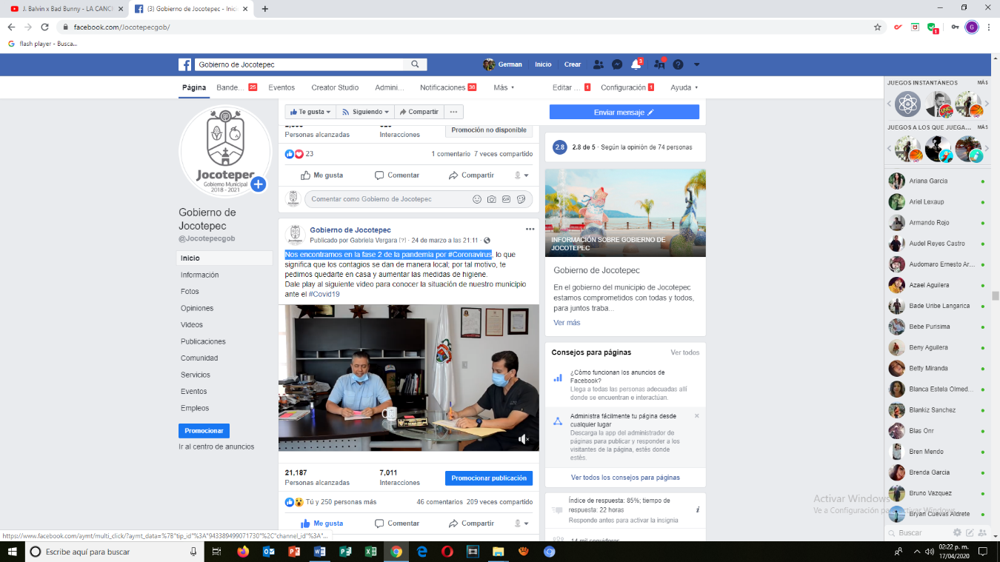 J. Balvin x Bad Bunny - LA CANCI
(3) Gobierno de Jocotepec - Inici
facebook.com/Jocotepecgob/
G
flash player - Busca...
Gobierno de Jocotepec
German
Inicio
Crear
3
Página
Bande... 25
Eventos
Creator Studio
Admini...
Notificaciones 36
Más
Editar ... 1
Configuración 1
Ayuda
Te gusta
Siguiendo
Compartir
Enviar mensaje
Jocotepec
Gobierno Municipal
2018 - 2021
Gobierno de
Jocotepec
@Jocotepecgob
Inicio
Información
Fotos
Opiniones
Videos
Publicaciones
Comunidad
Servicios
Eventos
Empleos
Promocionar
Ir al centro de anuncios
Personas alcanzadas
Interacciones
Promoción no disponible
23
1 comentario 7 veces compartido
Me gusta
Comentar
Compartir
Comentar como Gobierno de Jocotepec
Gobierno de Jocotepec
Publicado por Gabriela Vergara [?] · 24 de marzo a las 21:11 ·
Nos encontramos en la fase 2 de la pandemia por #Coronavirus, lo que
significa que los contagios se dan de manera local; por tal motivo, te
pedimos quedarte en casa y aumentar las medidas de higiene.
Dale play al siguiente video para conocer la situación de nuestro municipio
ante el #Covid19
21,187
Personas alcanzadas
7,011
Interacciones
Promocionar publicación
Tú y 250 personas más
46 comentarios 209 veces compartido
Me gusta
Comentar
Compartir
2.8
2.8 de 5 · Según la opinión de 74 personas
INFORMACIÓN SOBRE GOBIERNO DE
JOCOTEPEC
Gobierno de Jocotepec
En el gobierno del municipio de Jocotepec
estamos comprometidos con todas y todos,
para juntos traba...
Ver más
Consejos para páginas
Ver todos
¿Cómo funcionan los anuncios de
Facebook?
Llega a todas las personas adecuadas allí
donde se encuentran e interactúan.
Administra fácilmente tu página desde
cualquier lugar
Descarga la app del administrador de
páginas para publicar y responder a los
visitantes de la página, estés donde
estés.
Ver todos los consejos para páginas
Índice de respuesta: 85%; tiempo de
respuesta: 22 horas
Responde antes para activar la insignia
14 mil seguidores
JUEGOS INSTANTÁNEOS
MÁS
JUEGOS A LOS QUE JUEGA...
MÁS
Ariana Garcia
Ariel Lexaup
Armando Rojo
Audel Reyes Castro
Audomaro Ernesto Ar...
Azael Aguilera
Bade Uribe Langarica
Bebe Purisima
Beny Aguilera
Betty Miranda
Blanca Estela Olmed...
Blankiz Sanchez
Blas Onr
Bren Mendo
Brenda Garcia
Bruno Vazquez
Bryan Cuevas Aldrete
Buscar
Activar Windows
Ve a Configuración para activar Windows.
https://www.facebook.com/aymt/multi_click/?aymt_data=%7B"tip_id"%3A"943389499071730"%2C"channel_id"%3A"...
Escribe aquí para buscar
02:22 p. m.
17/04/2020